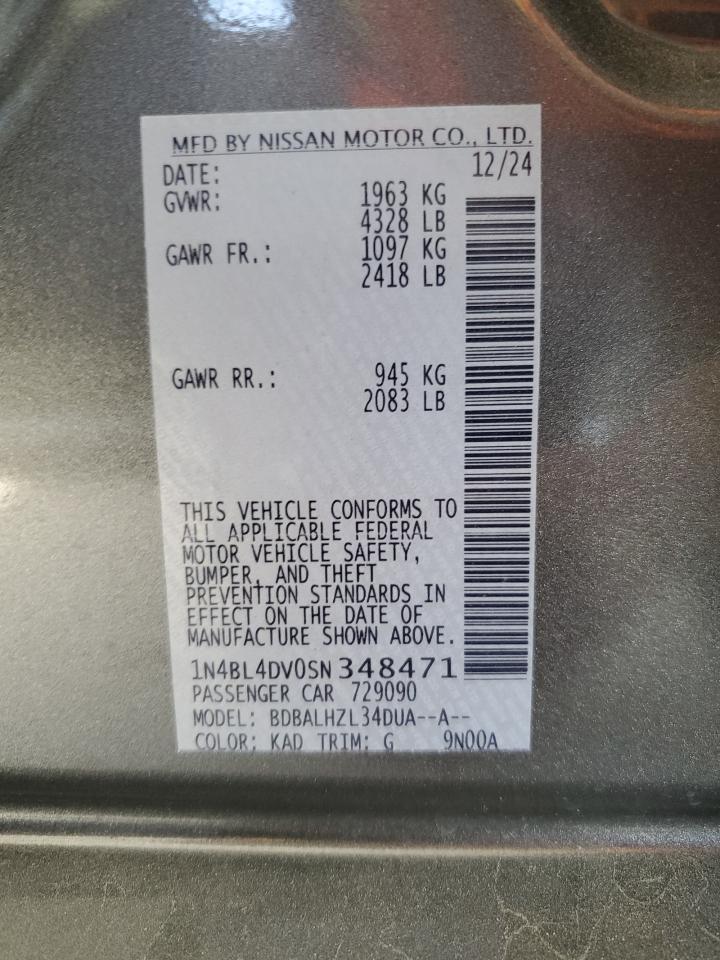 MFD BY NISSAN MOTOR CO., LTD.
DATE: 12/24
GVWR: 1963 KG
4328 LB
GAWR FR.: 1097 KG
2418 LB
GAWR RR.: 945 KG
2083 LB
THIS VEHICLE CONFORMS TO
ALL APPLICABLE FEDERAL
MOTOR VEHICLE SAFETY,
BUMPER, AND THEFT
PREVENTION STANDARDS IN
EFFECT ON THE DATE OF
MANUFACTURE SHOWN ABOVE.
1N4BL4DV0SN348471
PASSENGER CAR 729090
MODEL: BDBALHZL34DUA--A--
COLOR: KAD TRIM: G 9N00A